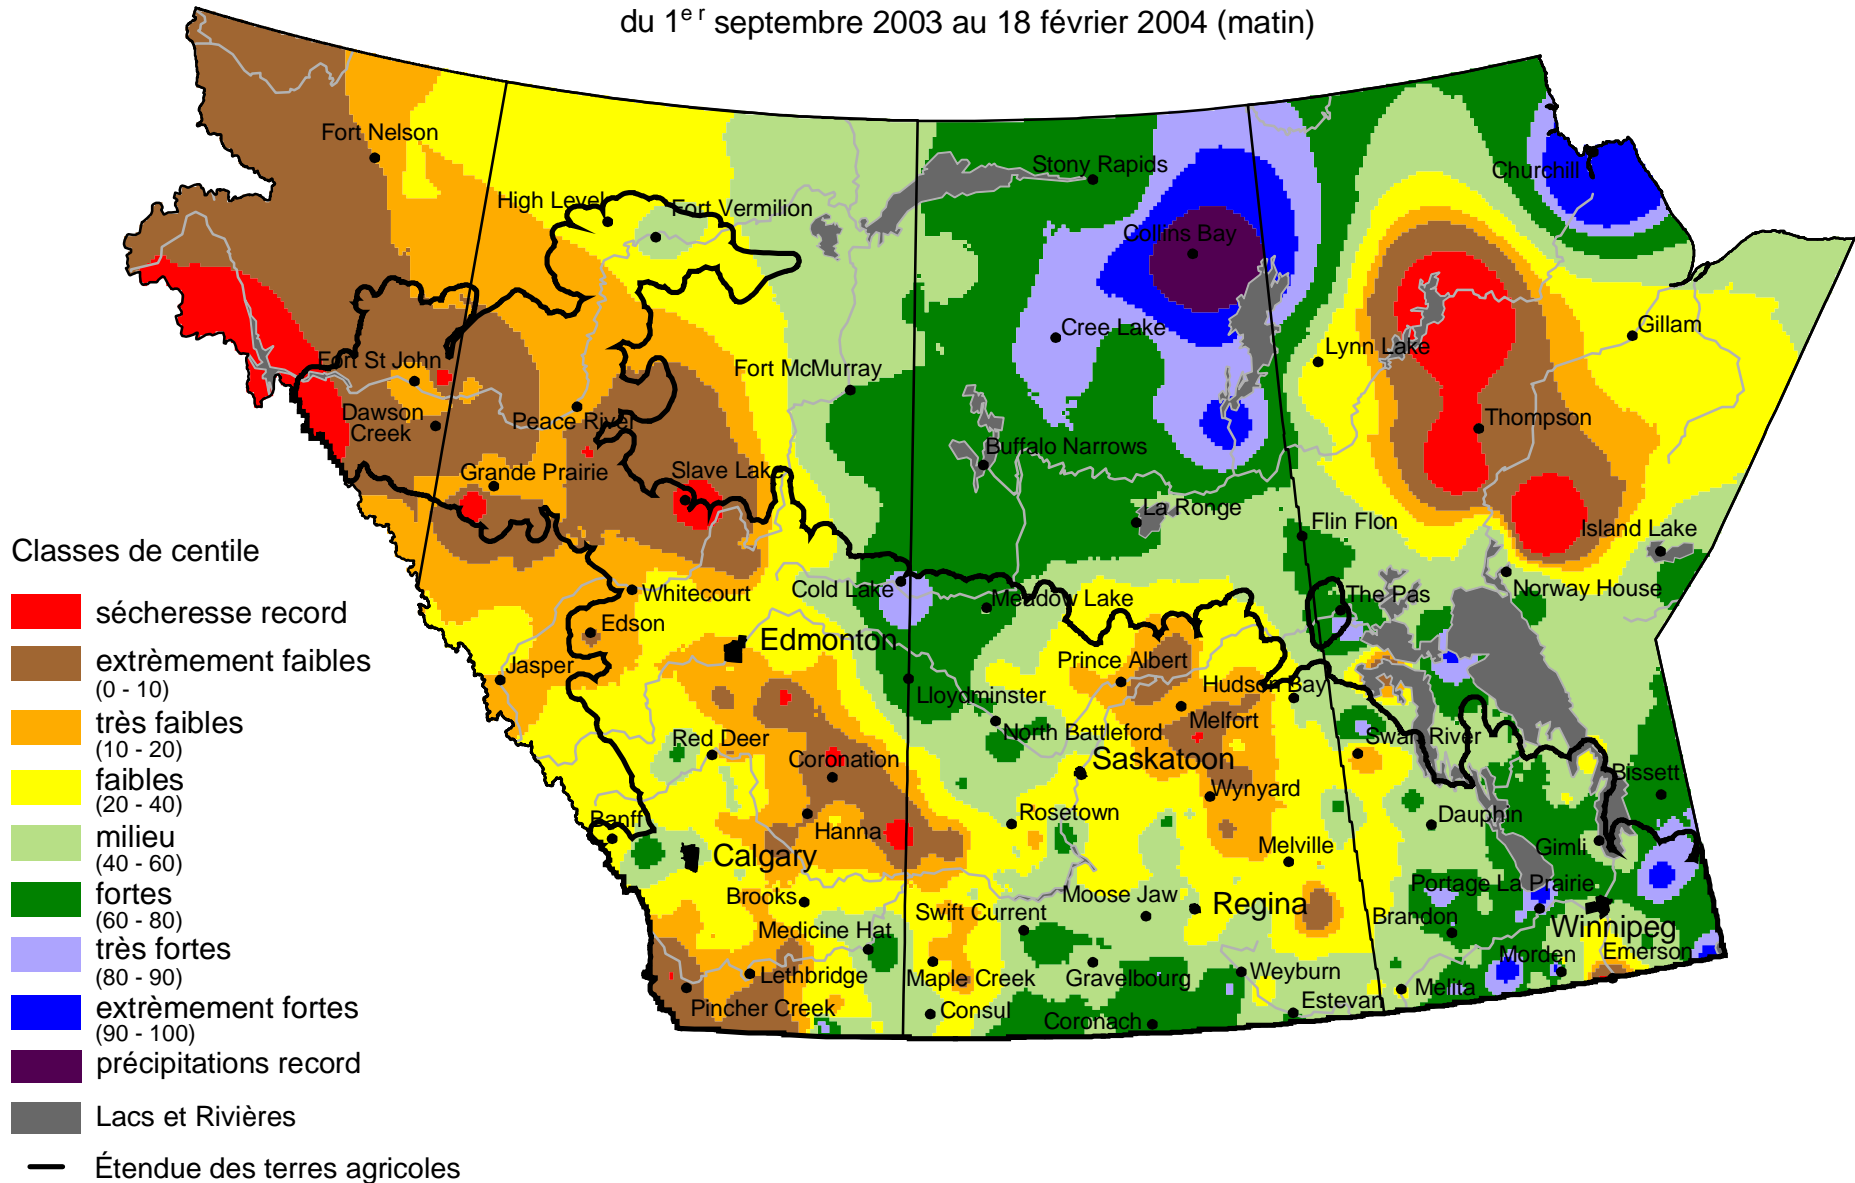 du 1er septembre 2003 au 18 février 2004 (matin)
Fort Nelson
Stony Rapids
Churchill
High Level
Fort Vermilion
Collins Bay
Cree Lake
Gillam
Lynn Lake
Fort St John
Fort McMurray
Dawson
Creek
Peace River
Thompson
Buffalo Narrows
Grande Prairie
Slave Lake
La Ronge
Flin Flon
Island Lake
Classes de centile
sécheresse record
extrèmement faibles
(0 - 10)
très faibles
(10 - 20)
faibles
(20 - 40)
milieu
(40 - 60)
fortes
(60 - 80)
très fortes
(80 - 90)
extrèmement fortes
(90 - 100)
précipitations record
Lacs et Rivières
Étendue des terres agricoles
Whitecourt
Cold Lake
Meadow Lake
The Pas
Norway House
Edson
Edmonton
Jasper
Prince Albert
Hudson Bay
Lloydminster
Melfort
North Battleford
Red Deer
Swan River
Coronation
Saskatoon
Bissett
Wynyard
Banff
Hanna
Rosetown
Dauphin
Calgary
Melville
Gimli
Brooks
Moose Jaw
Portage La Prairie
Swift Current
Regina
Brandon
Medicine Hat
Winnipeg
Morden
Emerson
Lethbridge
Maple Creek
Gravelbourg
Weyburn
Melita
Pincher Creek
Consul
Coronach
Estevan